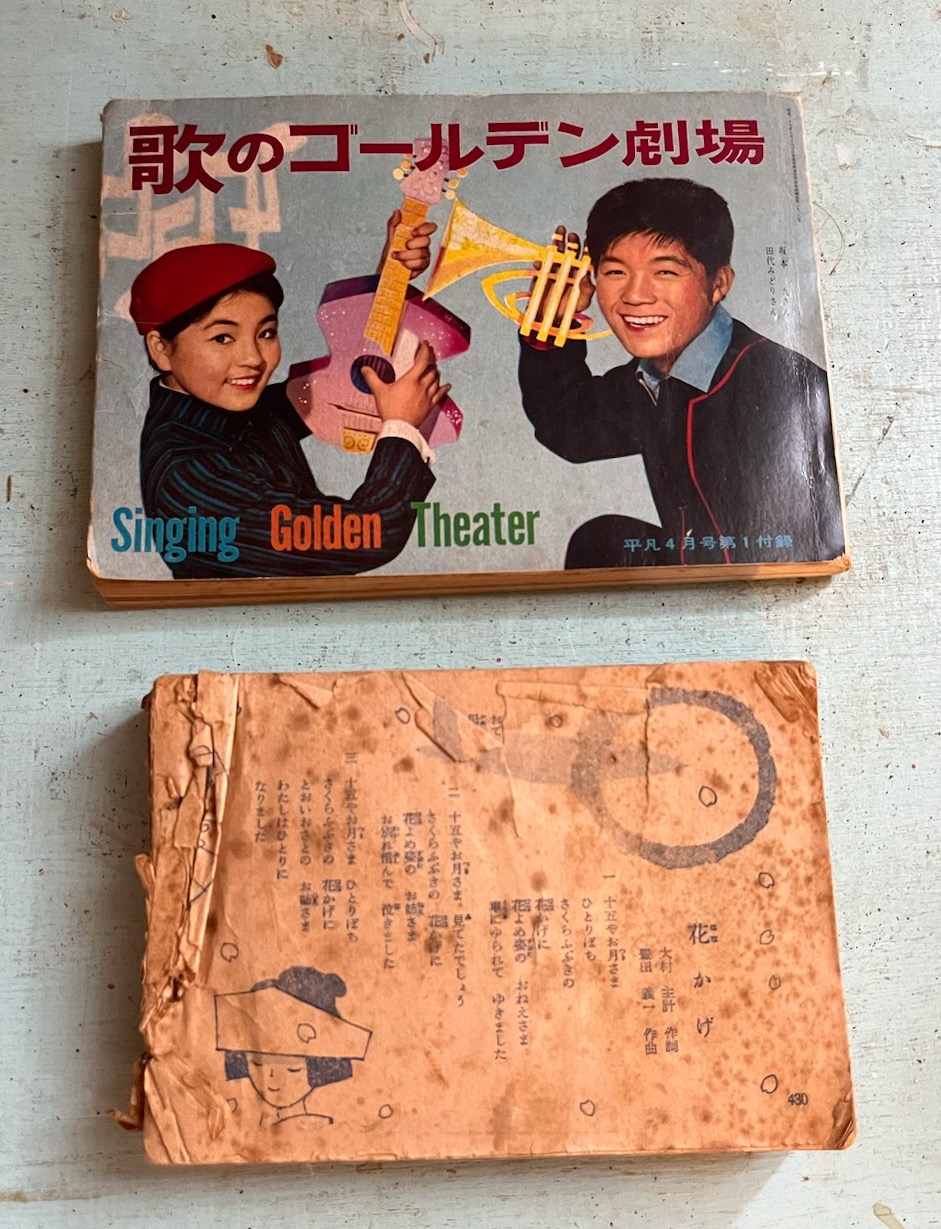 歌のゴールデン劇場
坂本 九さん
田代みどりさん
Singing Golden Theater
平凡4月号第1付録
花かげ
大村 主計 作詞
豊田 義一 作曲
一 十五やお月さま
ひとりぼち
さくらふぶきの
花かげに
花よめ姿の おねえさま
車にゆられて ゆきました
二 十五やお月さま 見てたでしょう
さくらふぶきの 花かげに
花よめ姿の お姉さま
お別れ惜んで 泣きました
三 十五やお月さま ひとりぼち
さくらふぶきの 花かげに
とおいおさとの お姉さま
わたしはひとりに
なりました
430